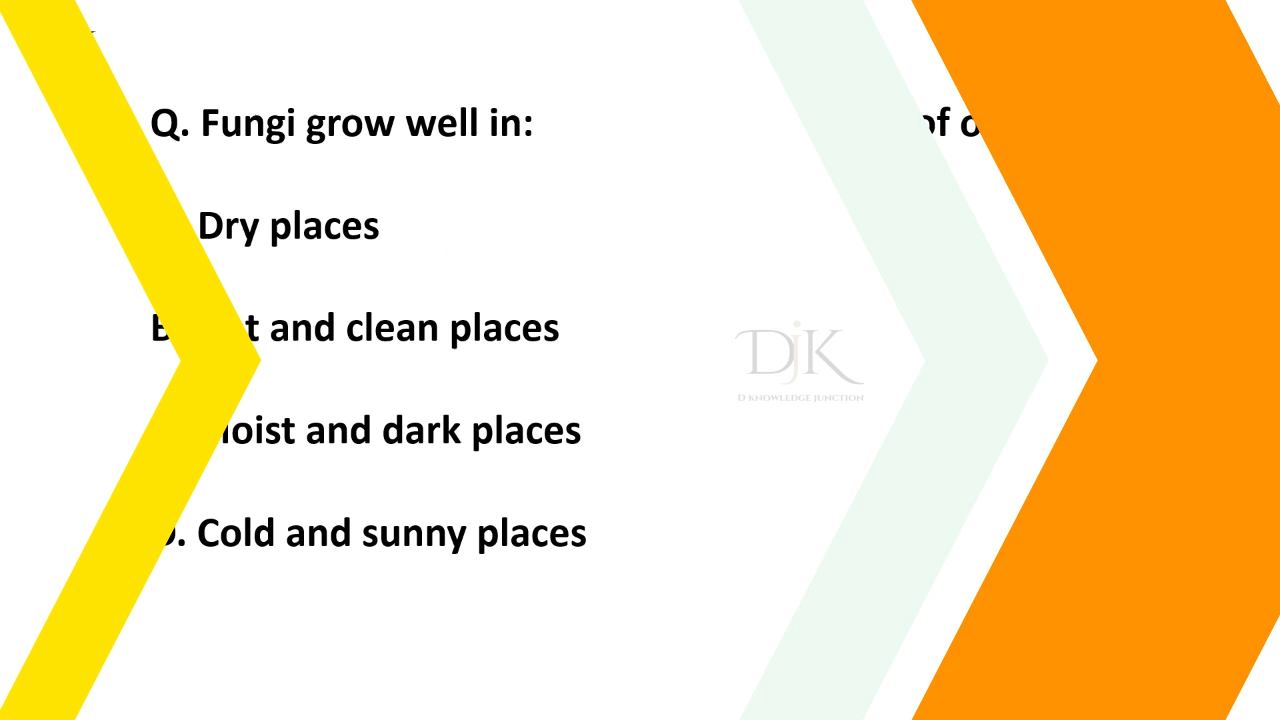 Q. Fungi grow well in: of
Dry places
and clean places
and dark places
Cold and sunny places
DjK
D KNOWLEDGE JUNCTION